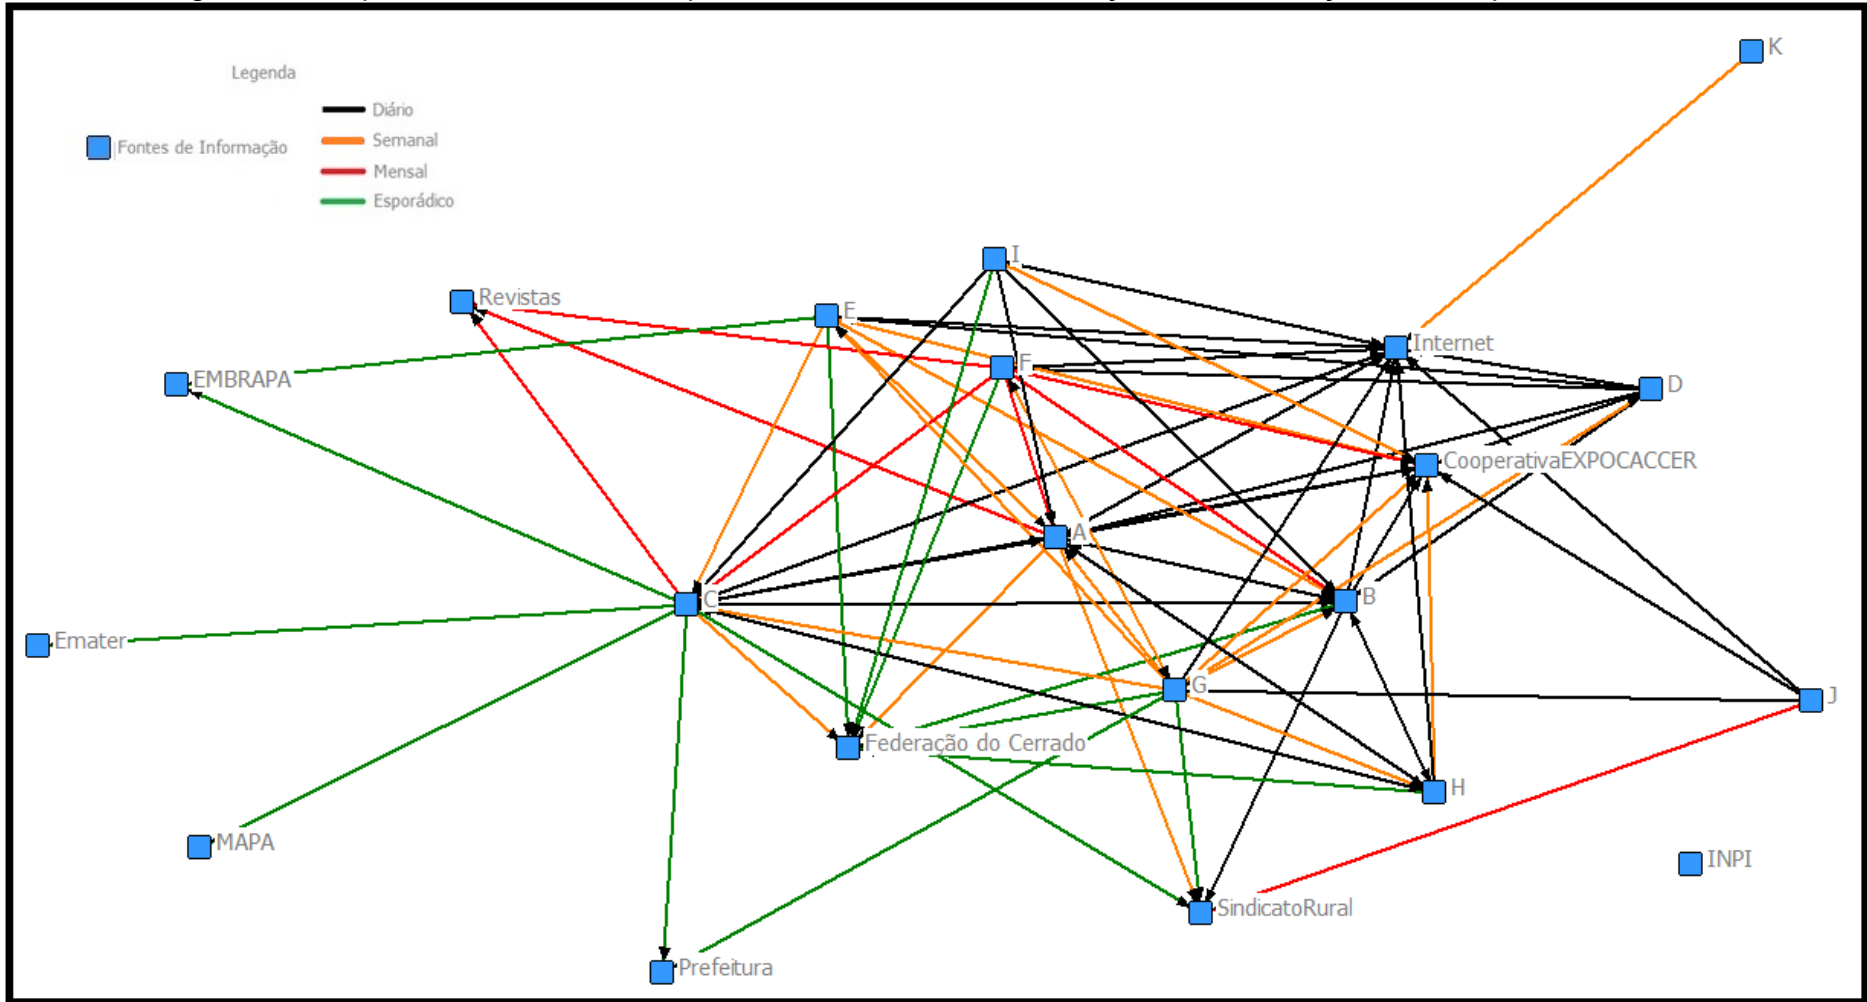 Legenda
Diário
Semanal
Mensal
Esporádico
Fontes de Informação
K
I
Revistas
E
Internet
F
EMBRAPA
D
CooperativaEXPOCACCER
A
C
B
Emater
G
J
Federação do Cerrado
H
MAPA
INPI
SindicatoRural
Prefeitura